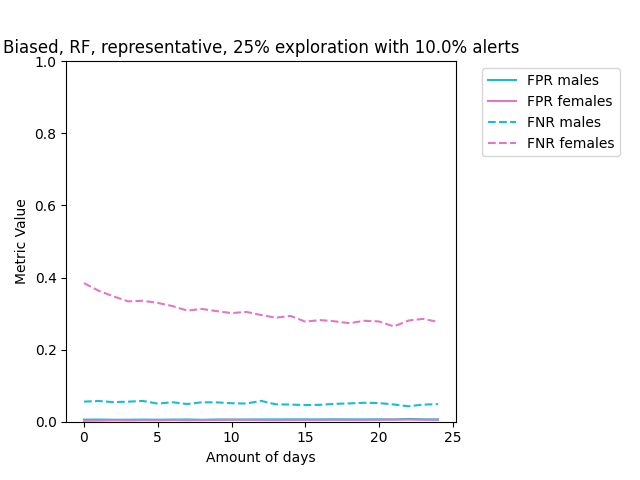 Biased, RF, representative, 25% exploration with 10.0% alerts
1.0
0.8
0.6
0.4
0.2
0.0
Metric Value
0 5 10 15 20 25
Amount of days
FPR males
FPR females
FNR males
FNR females